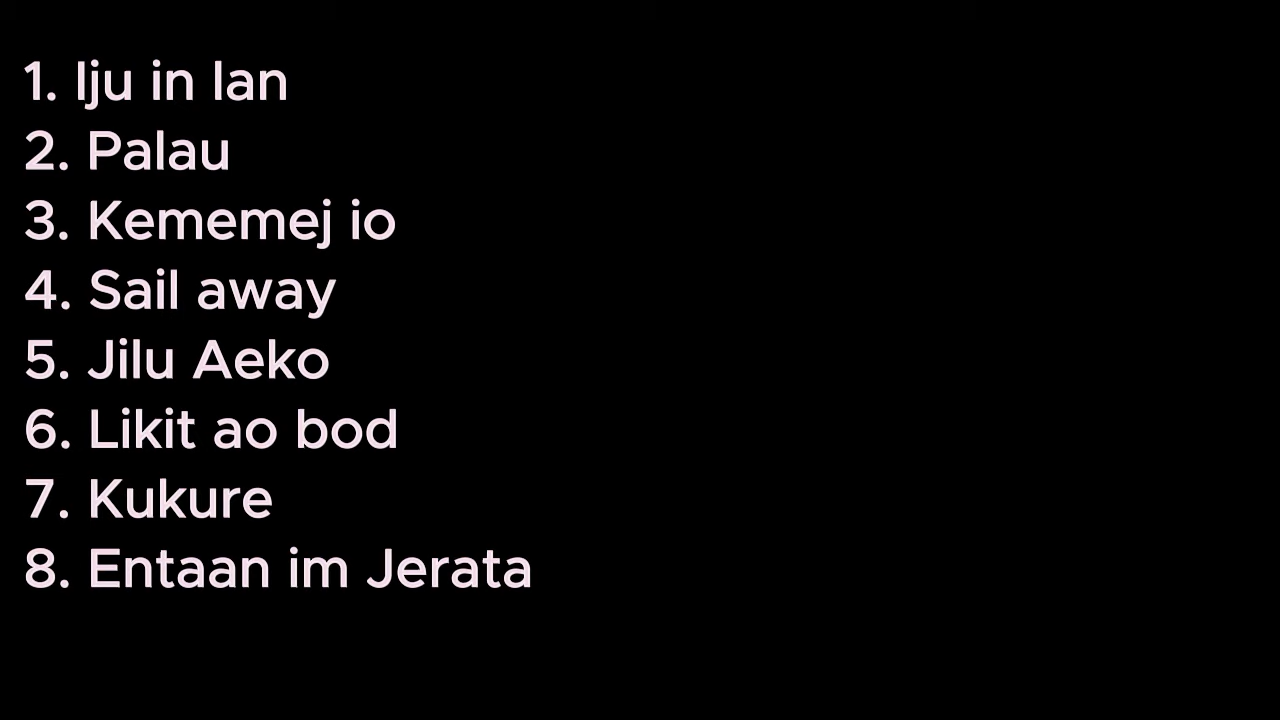 1. Iju in lan
2. Palau
3. Kememej io
4. Sail away
5. Jilu Aeko
6. Likit ao bod
7. Kukure
8. Entaan im Jerata